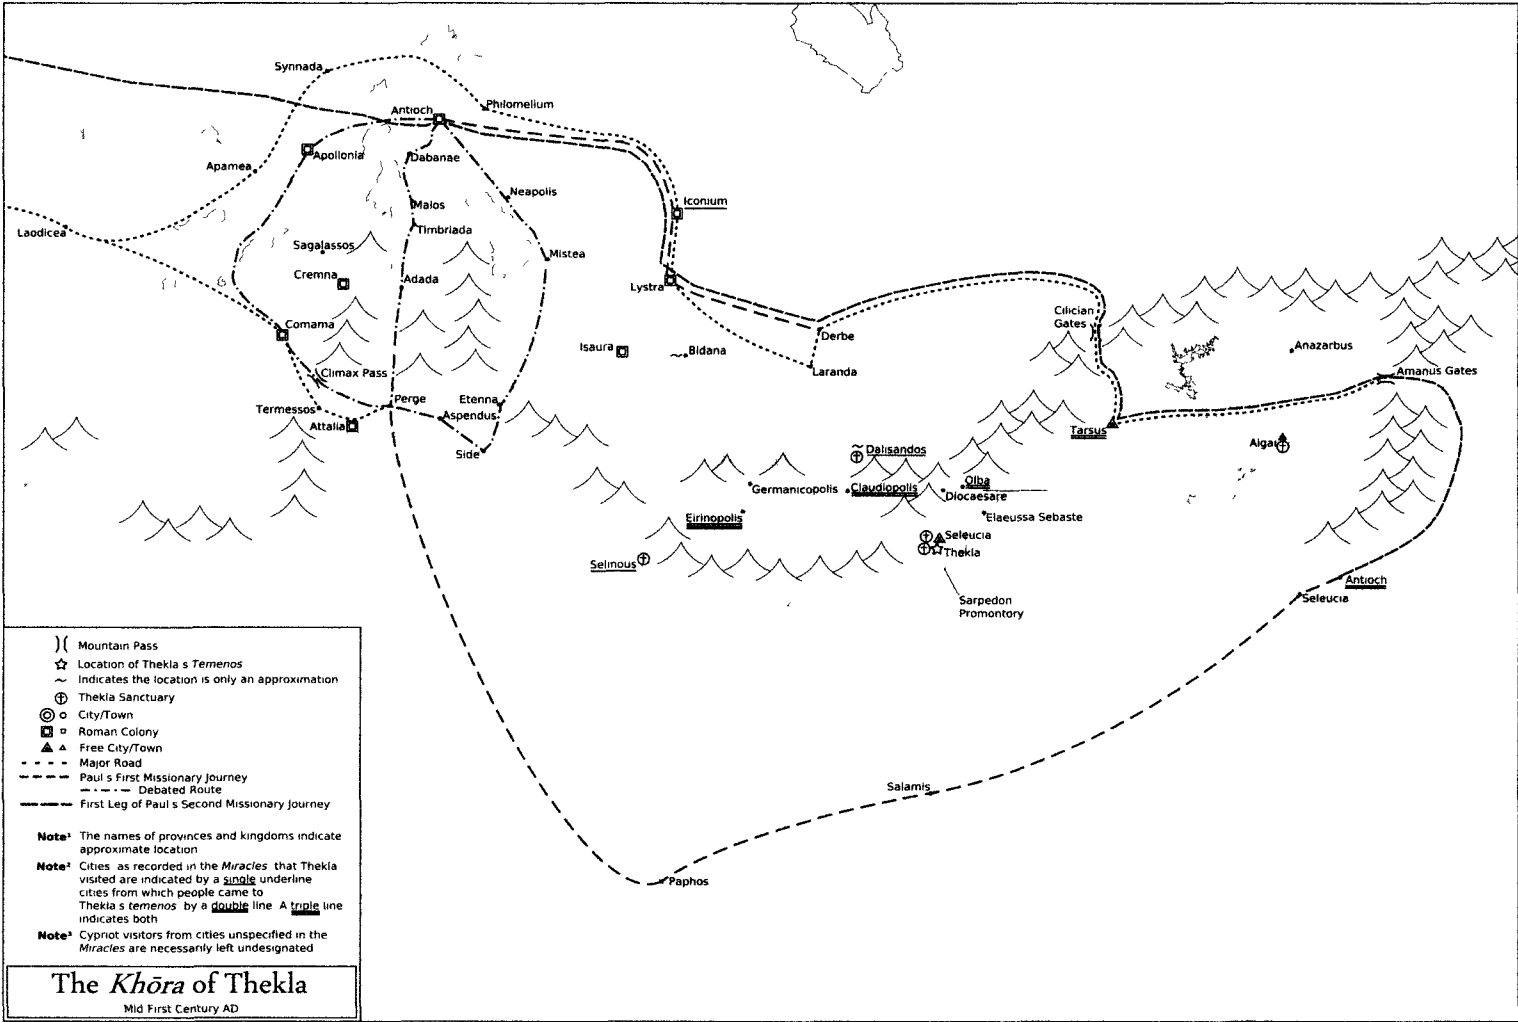 Synnada
Philomelium
Antioch
Apollonia
Dabanae
Apamea
Neapolis
Malos
Iconium
Timbriada
Laodicea
Sagalassos
Mistea
Cremna
Adada
Lystra
Cilician
Gates
Comama
Derbe
Isaura
~ Bidana
Anazarbus
Climax Pass
Laranda
Amanus Gates
Perge
Etenna
Termessos
Aspendus
Attalia
Tarsus
Side
Aigai
~
Dalisandos
Olba
Germanicopolis
Claudiopolis
Diocaesare
Eirinopolis
Elaeussa Sebaste
Seleucia
Thekla
Selinous
Antioch
Seleucia
Sarpedon
Promontory
Salamis
Paphos
)( Mountain Pass
☆ Location of Thekla s Temenos
~ Indicates the location is only an approximation
Thekla Sanctuary
City/Town
Roman Colony
Free City/Town
Major Road
Paul s First Missionary Journey
Debated Route
First Leg of Paul s Second Missionary Journey
Note¹ The names of provinces and kingdoms indicate
approximate location
Note² Cities as recorded in the Miracles that Thekla
visited are indicated by a single underline
cities from which people came to
Thekla s temenos by a double line A triple line
indicates both
Note³ Cypriot visitors from cities unspecified in the
Miracles are necessarily left undesignated
The Khōra of Thekla
Mid First Century AD